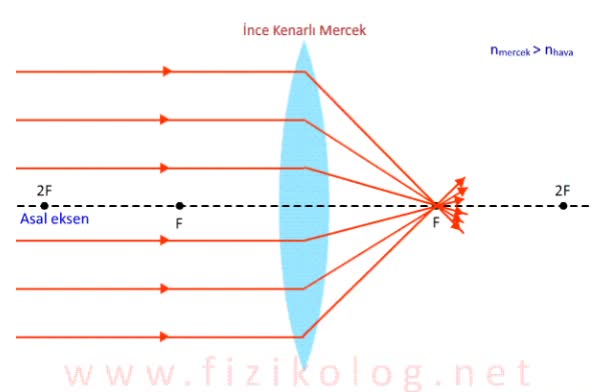 İnce Kenarlı Mercek
nmercek > nhava
2F
2F
Asal eksen
F
F
www.fizikolog.net